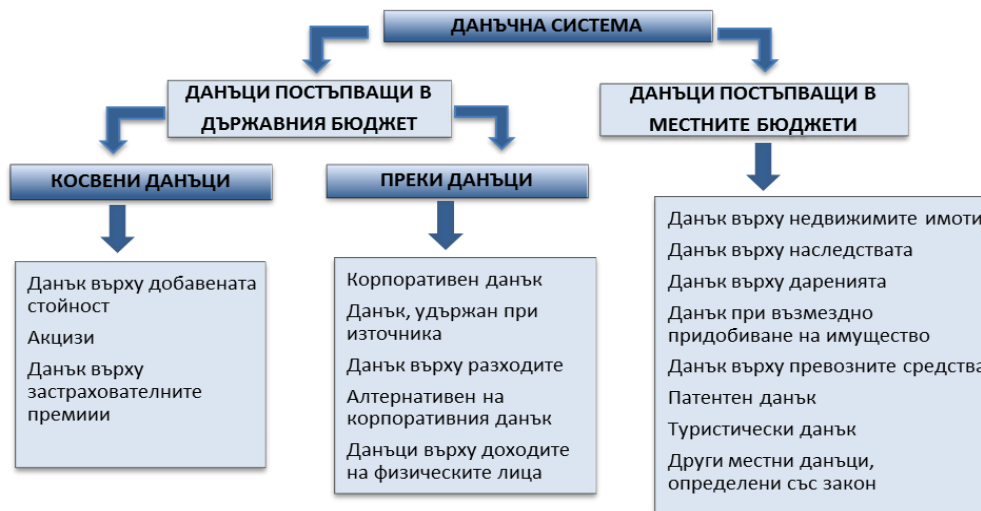 ДАНЪЧНА СИСТЕМА
ДАНЪЦИ ПОСТЪПВАЩИ В
ДЪРЖАВНИЯ БЮДЖЕТ
ДАНЪЦИ ПОСТЪПВАЩИ В
МЕСТНИТЕ БЮДЖЕТИ
КОСВЕНИ ДАНЪЦИ
ПРЕКИ ДАНЪЦИ
Данък върху добавената
стойност
Акцизи
Данък върху
застрахователните
премиии
Корпоративен данък
Данък, удържан при
източника
Данък върху разходите
Алтернативен на
корпоративния данък
Данъци върху доходите
на физическите лица
Данък върху недвижимите имоти
Данък върху наследствата
Данък върху даренията
Данък при възмездно
придобиване на имущество
Данък върху превозните средства
Патентен данък
Туристически данък
Други местни данъци,
определени със закон